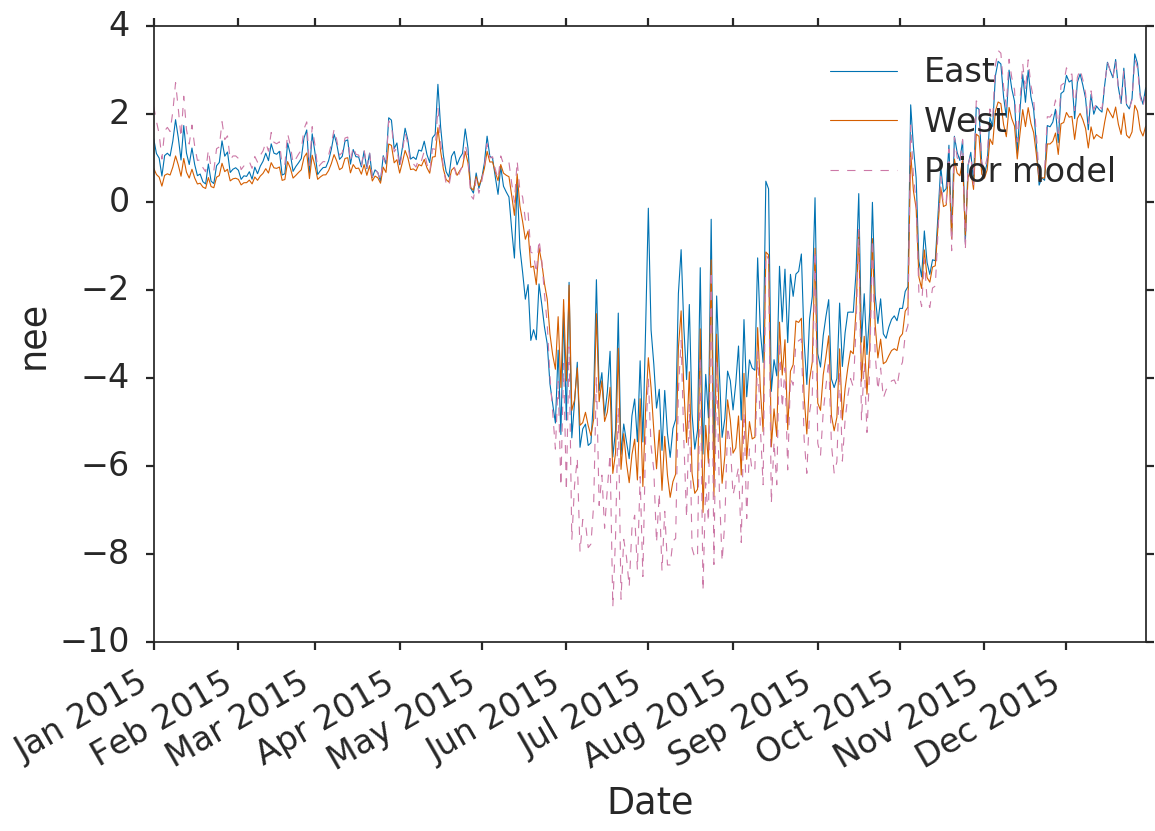 4
2
0
−2
−4
−6
−8
−10
nee
East
West
Prior model
Jan 2015
Feb 2015
Mar 2015
Apr 2015
May 2015
Jun 2015
Jul 2015
Aug 2015
Sep 2015
Oct 2015
Nov 2015
Dec 2015
Date